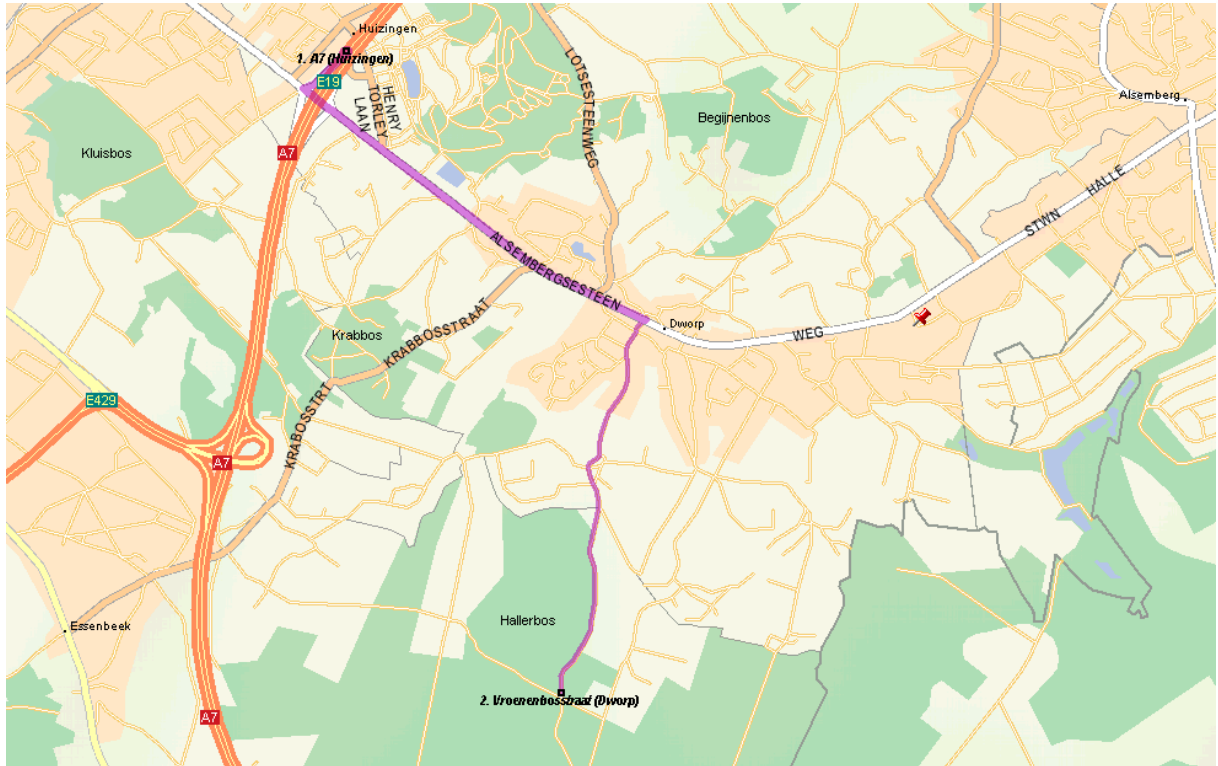 Huizingen
1. A7 (Huizingen)
E19
HENRY
TORLEY
LAAN
LOTSESTEENWEG
Alsemberg
Begijnenbos
Kluisbos
A7
STWN HALLE
ALSEMBERGSESTEEN
WEG
Dworp
Krabbos
KRABBOSSTRAAT
E429
KRABOSSTRT
A7
Hallerbos
Essenbeek
2. Vroenenbosstraat (Dworp)
A7